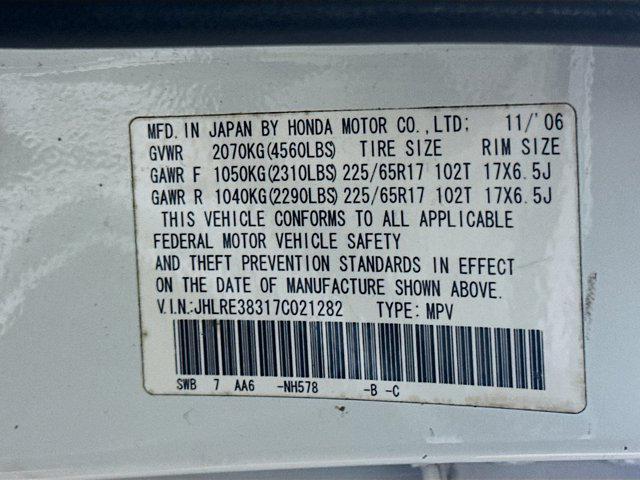 MFD. IN JAPAN BY HONDA MOTOR CO.,LTD; 11/'06
GVWR 2070KG(4560LBS) TIRE SIZE RIM SIZE
GAWR F 1050KG(2310LBS) 225/65R17 102T 17X6.5J
GAWR R 1040KG(2290LBS) 225/65R17 102T 17X6.5J
THIS VEHICLE CONFORMS TO ALL APPLICABLE
FEDERAL MOTOR VEHICLE SAFETY
AND THEFT PREVENTION STANDARDS IN EFFECT
ON THE DATE OF MANUFACTURE SHOWN ABOVE.
V.I.N.:JHLRE38317C021282 TYPE: MPV
SWB 7 AA6 -NH578 -B -C